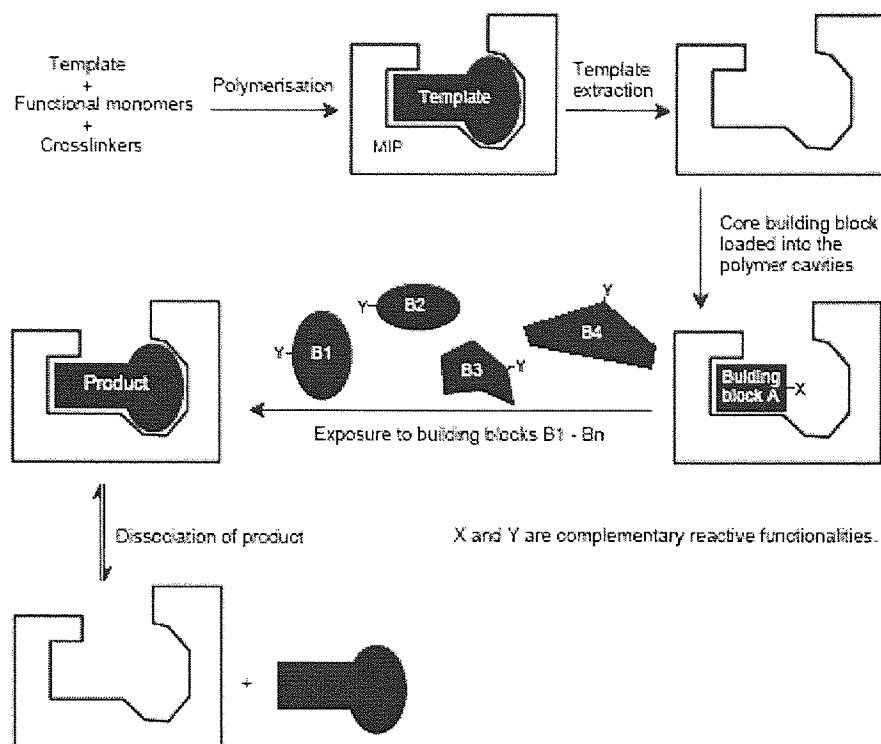 Template
+
Functional monomers
+
Crosslinkers
Polymerisation
Template
MIP
Template
extraction
Core building block
loaded into the
polymer cavities
Building
block A
X
Y
B1
Y
B2
Y
B3
Y
B4
Exposure to building blocks B1 - Bn
Product
Dissociation of product
X and Y are complementary reactive functionalities.
+